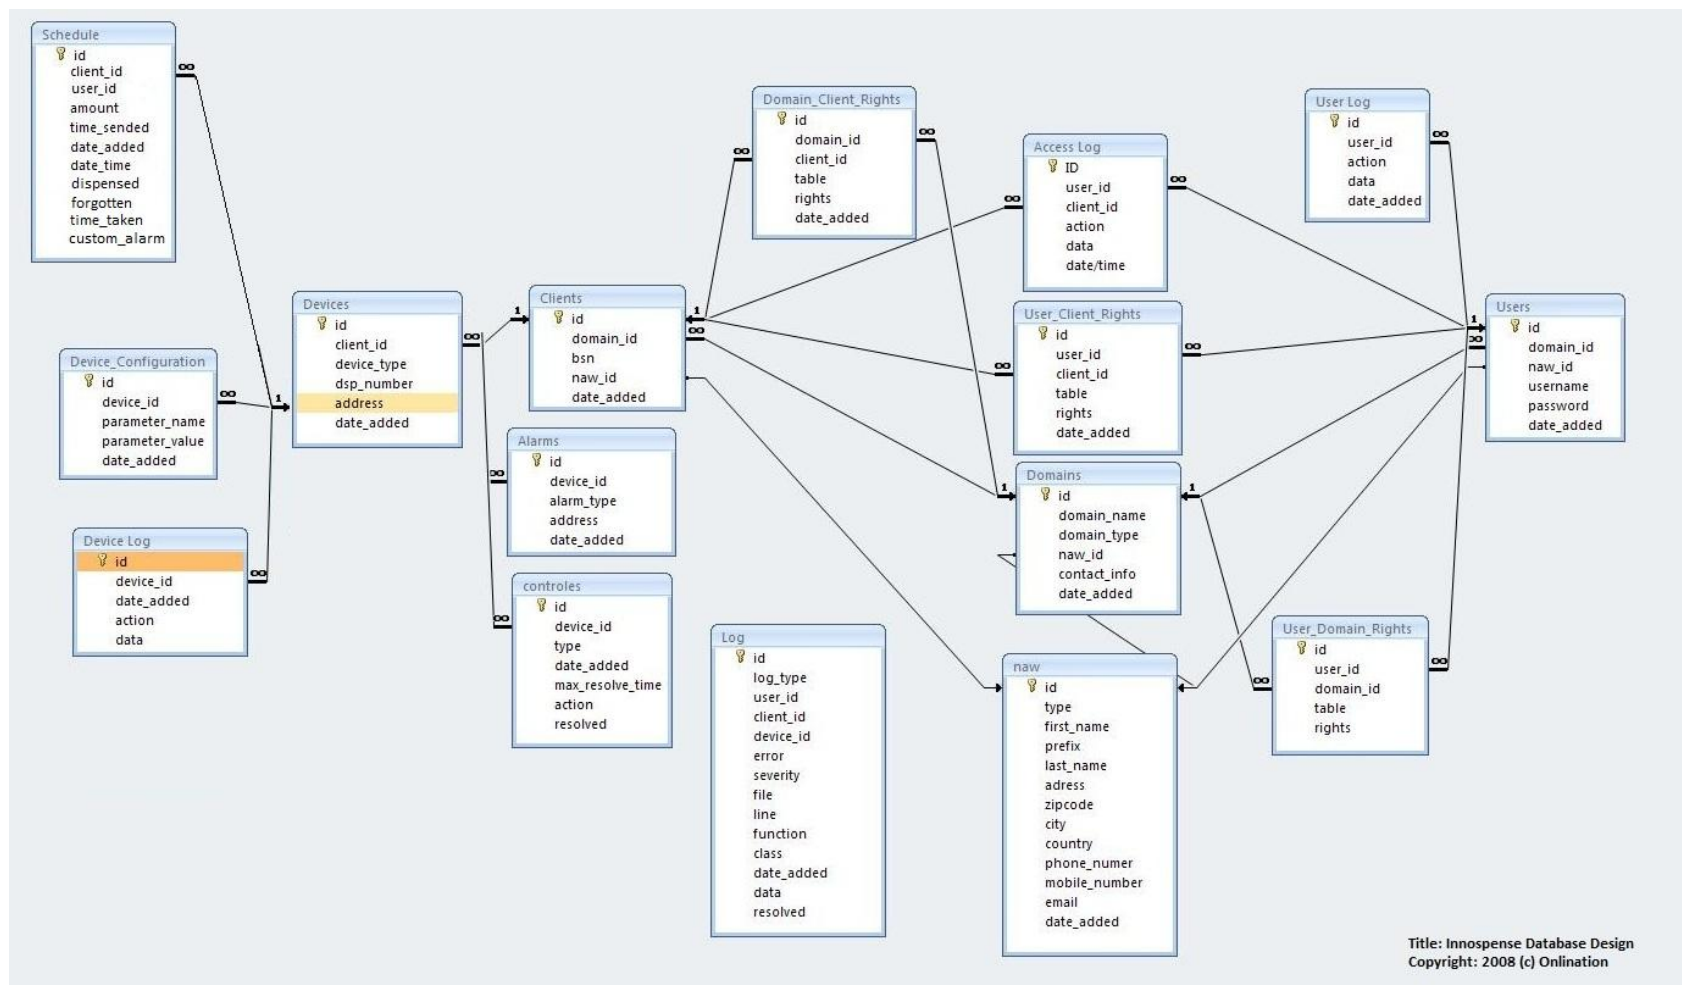 Schedule
id
client_id
user_id
amount
time_sended
date_added
date_time
dispensed
forgotten
time_taken
custom_alarm
Device_Configuration
id
device_id
parameter_name
parameter_value
date_added
Device Log
id
device_id
date_added
action
data
Devices
id
client_id
device_type
dsp_number
address
date_added
Clients
id
domain_id
bsn
naw_id
date_added
Alarms
id
device_id
alarm_type
address
date_added
controles
id
device_id
type
date_added
max_resolve_time
action
resolved
Domain_Client_Rights
id
domain_id
client_id
table
rights
date_added
Log
id
log_type
user_id
client_id
device_id
error
severity
file
line
function
class
date_added
data
resolved
Access Log
ID
user_id
client_id
action
data
date/time
User_Client_Rights
id
user_id
client_id
table
rights
date_added
Domains
id
domain_name
domain_type
naw_id
contact_info
date_added
naw
id
type
first_name
prefix
last_name
adress
zipcode
city
country
phone_numer
mobile_number
email
date_added
User Log
id
user_id
action
data
date_added
Users
id
domain_id
naw_id
username
password
date_added
User_Domain_Rights
id
user_id
domain_id
table
rights
∞
∞
∞
1
∞
1
∞
∞
∞
1
∞
∞
∞
∞
1
∞
∞
1
∞
1
∞
∞
∞
Title: Innospense Database Design
Copyright: 2008 (c) Onlination